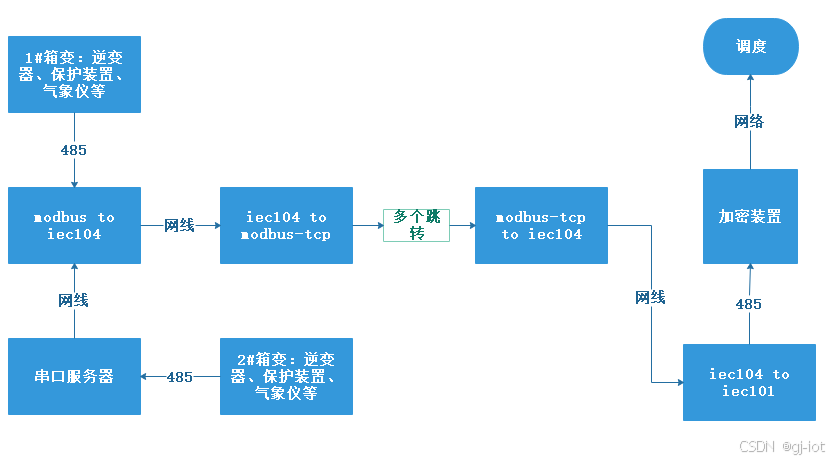 1#箱变：逆变
器、保护装置、
气象仪等
485
modbus to
iec104
网线
iec104 to
modbus-tcp
多个跳
转
modbus-tcp
to iec104
网线
串口服务器
485
2#箱变：逆变
器、保护装置、
气象仪等
网线
iec104 to
iec101
485
加密装置
网络
调度
CSDN @gj-iot